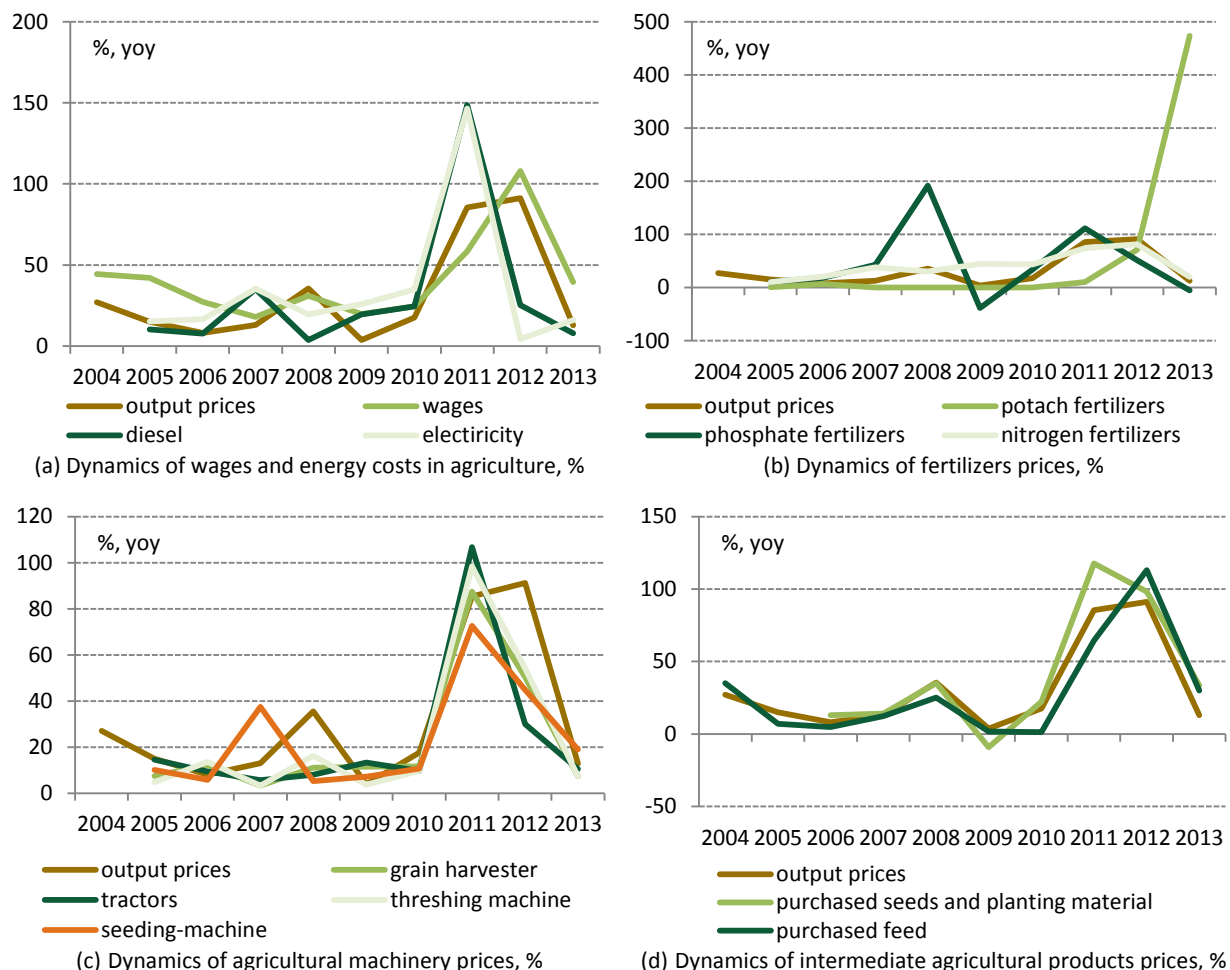 200
%, yoy
150
100
50
0
2004 2005 2006 2007 2008 2009 2010 2011 2012 2013
output prices wages
diesel electiricity
(a) Dynamics of wages and energy costs in agriculture, %
500
%, yoy
400
300
200
100
0
-100
2004 2005 2006 2007 2008 2009 2010 2011 2012 2013
output prices potach fertilizers
phosphate fertilizers nitrogen fertilizers
(b) Dynamics of fertilizers prices, %
120
%, yoy
100
80
60
40
20
0
2004 2005 2006 2007 2008 2009 2010 2011 2012 2013
output prices grain harvester
tractors threshing machine
seeding-machine
(c) Dynamics of agricultural machinery prices, %
150
%, yoy
100
50
0
-50
2004 2005 2006 2007 2008 2009 2010 2011 2012 2013
output prices
purchased seeds and planting material
purchased feed
(d) Dynamics of intermediate agricultural products prices, %